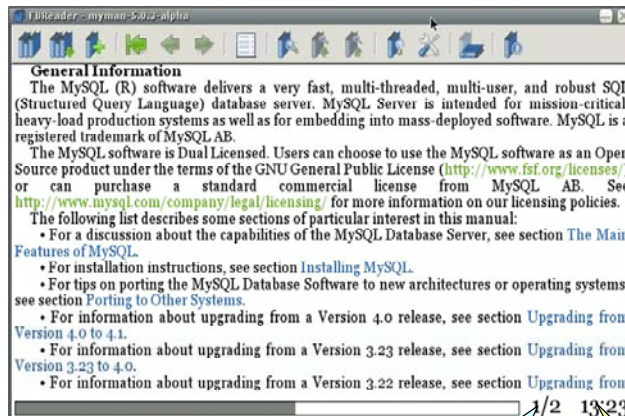 FBReader - myman-5.0.3-alpha
General Information
The MySQL (R) software delivers a very fast, multi-threaded, multi-user, and robust SQL
(Structured Query Language) database server. MySQL Server is intended for mission-critical,
heavy-load production systems as well as for embedding into mass-deployed software. MySQL is a
registered trademark of MySQL AB.
The MySQL software is Dual Licensed. Users can choose to use the MySQL software as an Open
Source product under the terms of the GNU General Public License (http://www.fsf.org/licenses/)
or can purchase a standard commercial license from MySQL AB. See
http://www.mysql.com/company/legal/licensing/ for more information on our licensing policies.
The following list describes some sections of particular interest in this manual:
• For a discussion about the capabilities of the MySQL Database Server, see section The Main
Features of MySQL.
• For installation instructions, see section Installing MySQL.
• For tips on porting the MySQL Database Software to new architectures or operating systems,
see section Porting to Other Systems.
• For information about upgrading from a Version 4.0 release, see section Upgrading from
Version 4.0 to 4.1.
• For information about upgrading from a Version 3.23 release, see section Upgrading from
Version 3.23 to 4.0.
• For information about upgrading from a Version 3.22 release, see section Upgrading from
1/2 13:23